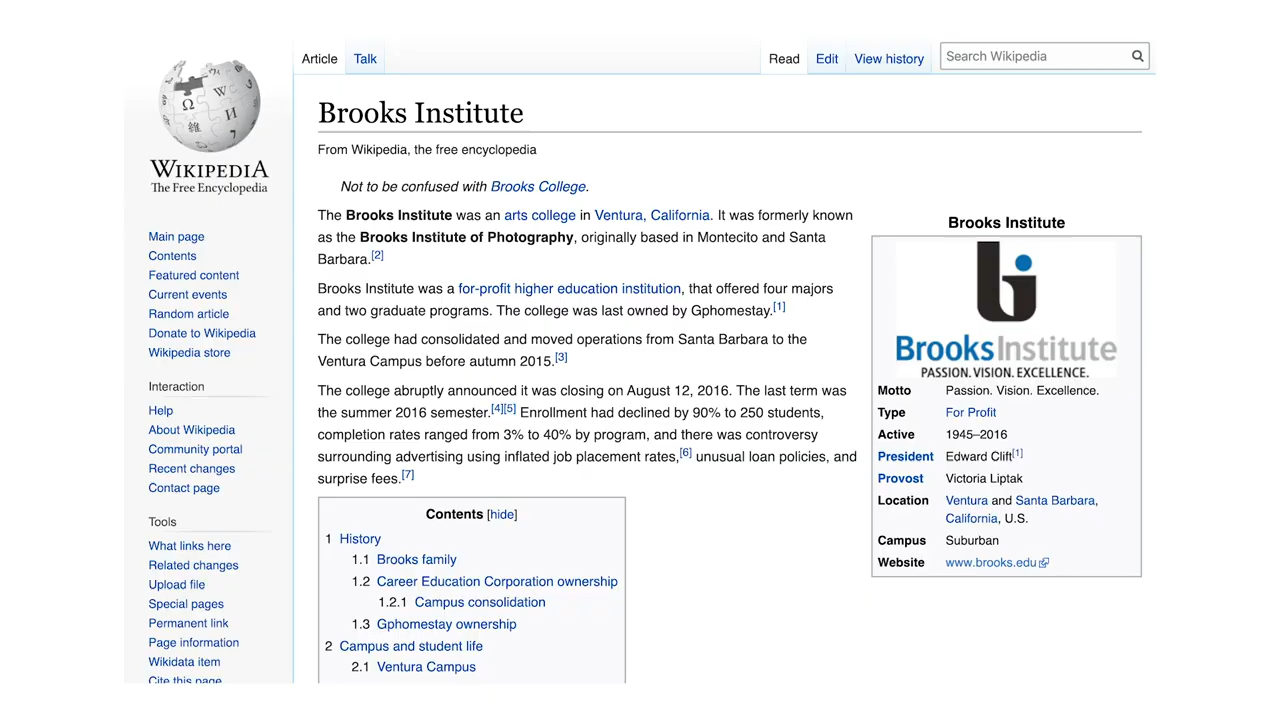 Article
Talk
Read
Edit
View history
Search Wikipedia
Ω
W
И
維
WIKIPEDIA
The Free Encyclopedia
Main page
Contents
Featured content
Current events
Random article
Donate to Wikipedia
Wikipedia store
Interaction
Help
About Wikipedia
Community portal
Recent changes
Contact page
Tools
What links here
Related changes
Upload file
Special pages
Permanent link
Page information
Wikidata item
Cite this page
Brooks Institute
From Wikipedia, the free encyclopedia
Not to be confused with Brooks College.
The Brooks Institute was an arts college in Ventura, California. It was formerly known
as the Brooks Institute of Photography, originally based in Montecito and Santa
Barbara.[2]
Brooks Institute was a for-profit higher education institution, that offered four majors
and two graduate programs. The college was last owned by Gphomestay.[1]
The college had consolidated and moved operations from Santa Barbara to the
Ventura Campus before autumn 2015.[3]
The college abruptly announced it was closing on August 12, 2016. The last term was
the summer 2016 semester.[4][5] Enrollment had declined by 90% to 250 students,
completion rates ranged from 3% to 40% by program, and there was controversy
surrounding advertising using inflated job placement rates,[6] unusual loan policies, and
surprise fees.[7]
Contents [hide]
1 History
1.1 Brooks family
1.2 Career Education Corporation ownership
1.2.1 Campus consolidation
1.3 Gphomestay ownership
2 Campus and student life
2.1 Ventura Campus
Brooks Institute
BrooksInstitute
PASSION. VISION. EXCELLENCE.
Motto Passion. Vision. Excellence.
Type For Profit
Active 1945–2016
President Edward Clift[1]
Provost Victoria Liptak
Location Ventura and Santa Barbara,
California, U.S.
Campus Suburban
Website www.brooks.edu